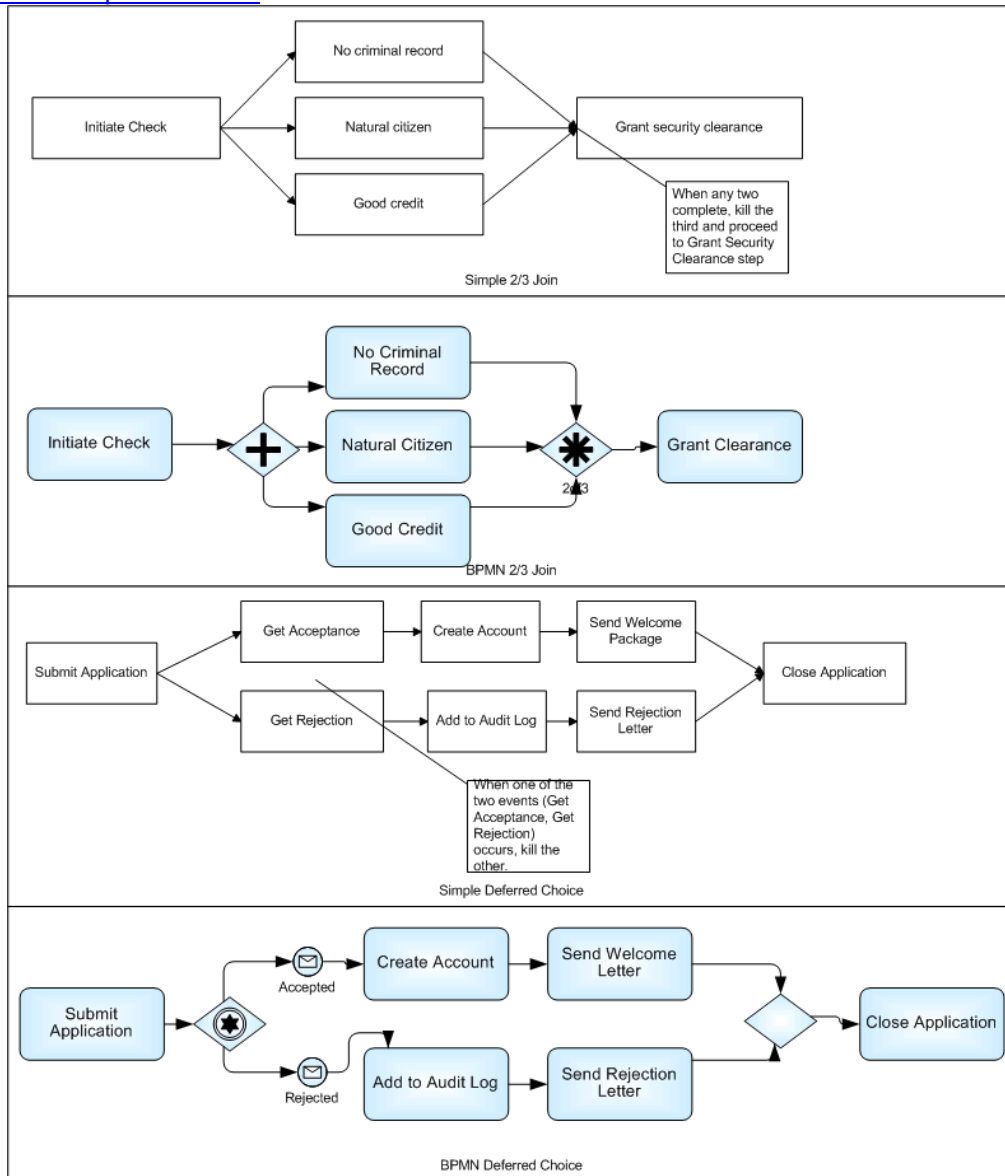 No criminal record
Initiate Check
Natural citizen
Grant security clearance
Good credit
When any two
complete, kill the
third and proceed
to Grant Security
Clearance step
Simple 2/3 Join
No Criminal
Record
Initiate Check
Natural Citizen
Grant Clearance
Good Credit
BPMN 2/3 Join
Submit Application
Get Acceptance
Create Account
Send Welcome
Package
Close Application
Get Rejection
Add to Audit Log
Send Rejection
Letter
When one of the
two events (Get
Acceptance, Get
Rejection)
occurs, kill the
other.
Simple Deferred Choice
Submit
Application
Accepted
Create Account
Send Welcome
Letter
Close Application
Rejected
Add to Audit Log
Send Rejection
Letter
BPMN Deferred Choice